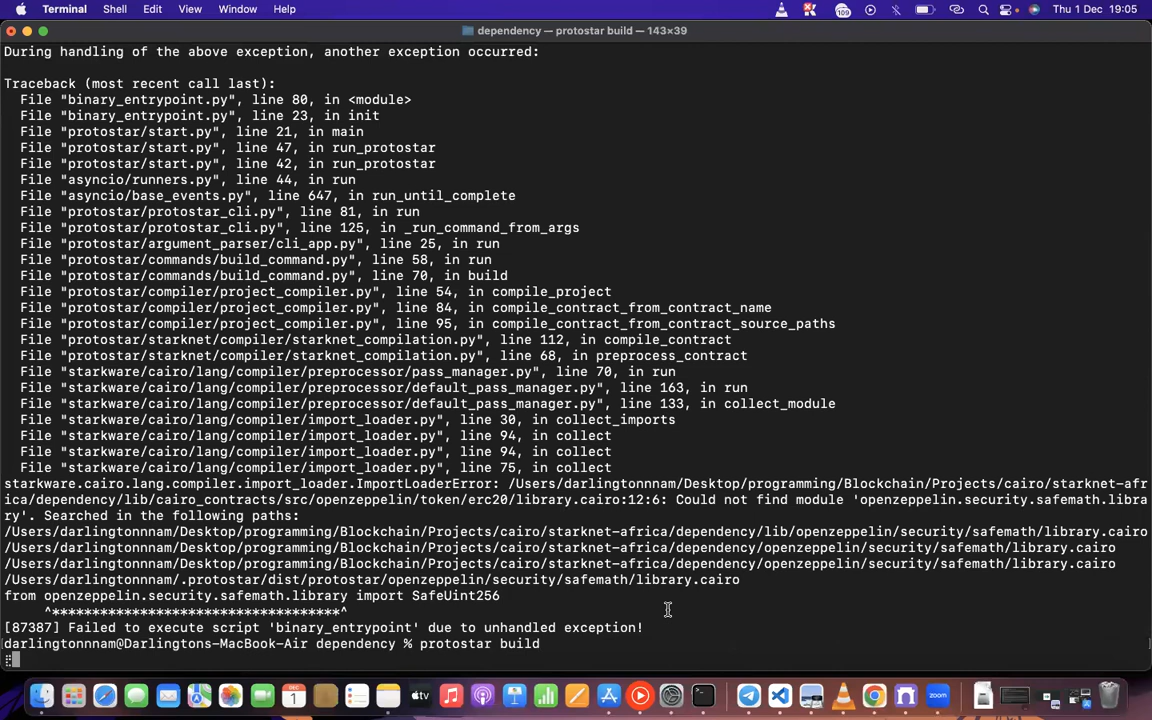 Terminal Shell Edit View Window Help 109 Thu 1 Dec 19:05
dependency — protostar build — 143×39
During handling of the above exception, another exception occurred:
Traceback (most recent call last):
File "binary_entrypoint.py", line 80, in <module>
File "binary_entrypoint.py", line 23, in init
File "protostar/start.py", line 21, in main
File "protostar/start.py", line 47, in run_protostar
File "protostar/start.py", line 42, in run_protostar
File "asyncio/runners.py", line 44, in run
File "asyncio/base_events.py", line 647, in run_until_complete
File "protostar/protostar_cli.py", line 81, in run
File "protostar/protostar_cli.py", line 125, in _run_command_from_args
File "protostar/argument_parser/cli_app.py", line 25, in run
File "protostar/commands/build_command.py", line 58, in run
File "protostar/commands/build_command.py", line 70, in build
File "protostar/compiler/project_compiler.py", line 54, in compile_project
File "protostar/compiler/project_compiler.py", line 84, in compile_contract_from_contract_name
File "protostar/compiler/project_compiler.py", line 95, in compile_contract_from_contract_source_paths
File "protostar/starknet/compiler/starknet_compilation.py", line 112, in compile_contract
File "protostar/starknet/compiler/starknet_compilation.py", line 68, in preprocess_contract
File "starkware/cairo/lang/compiler/preprocessor/pass_manager.py", line 70, in run
File "starkware/cairo/lang/compiler/preprocessor/default_pass_manager.py", line 163, in run
File "starkware/cairo/lang/compiler/preprocessor/default_pass_manager.py", line 133, in collect_module
File "starkware/cairo/lang/compiler/import_loader.py", line 30, in collect_imports
File "starkware/cairo/lang/compiler/import_loader.py", line 94, in collect
File "starkware/cairo/lang/compiler/import_loader.py", line 94, in collect
File "starkware/cairo/lang/compiler/import_loader.py", line 75, in collect
starkware.cairo.lang.compiler.import_loader.ImportLoaderError: /Users/darlingtonnnam/Desktop/programming/Blockchain/Projects/cairo/starknet-afr
ica/dependency/lib/cairo_contracts/src/openzeppelin/token/erc20/library.cairo:12:6: Could not find module 'openzeppelin.security.safemath.libra
ry'. Searched in the following paths:
/Users/darlingtonnnam/Desktop/programming/Blockchain/Projects/cairo/starknet-africa/dependency/lib/openzeppelin/security/safemath/library.cairo
/Users/darlingtonnnam/Desktop/programming/Blockchain/Projects/cairo/starknet-africa/dependency/openzeppelin/security/safemath/library.cairo
/Users/darlingtonnnam/Desktop/programming/Blockchain/Projects/cairo/starknet-africa/dependency/openzeppelin/security/safemath/library.cairo
/Users/darlingtonnnam/.protostar/dist/protostar/openzeppelin/security/safemath/library.cairo
from openzeppelin.security.safemath.library import SafeUint256
^***********************************^
[87387] Failed to execute script 'binary_entrypoint' due to unhandled exception!
darlingtonnnam@Darlingtons-MacBook-Air dependency % protostar build